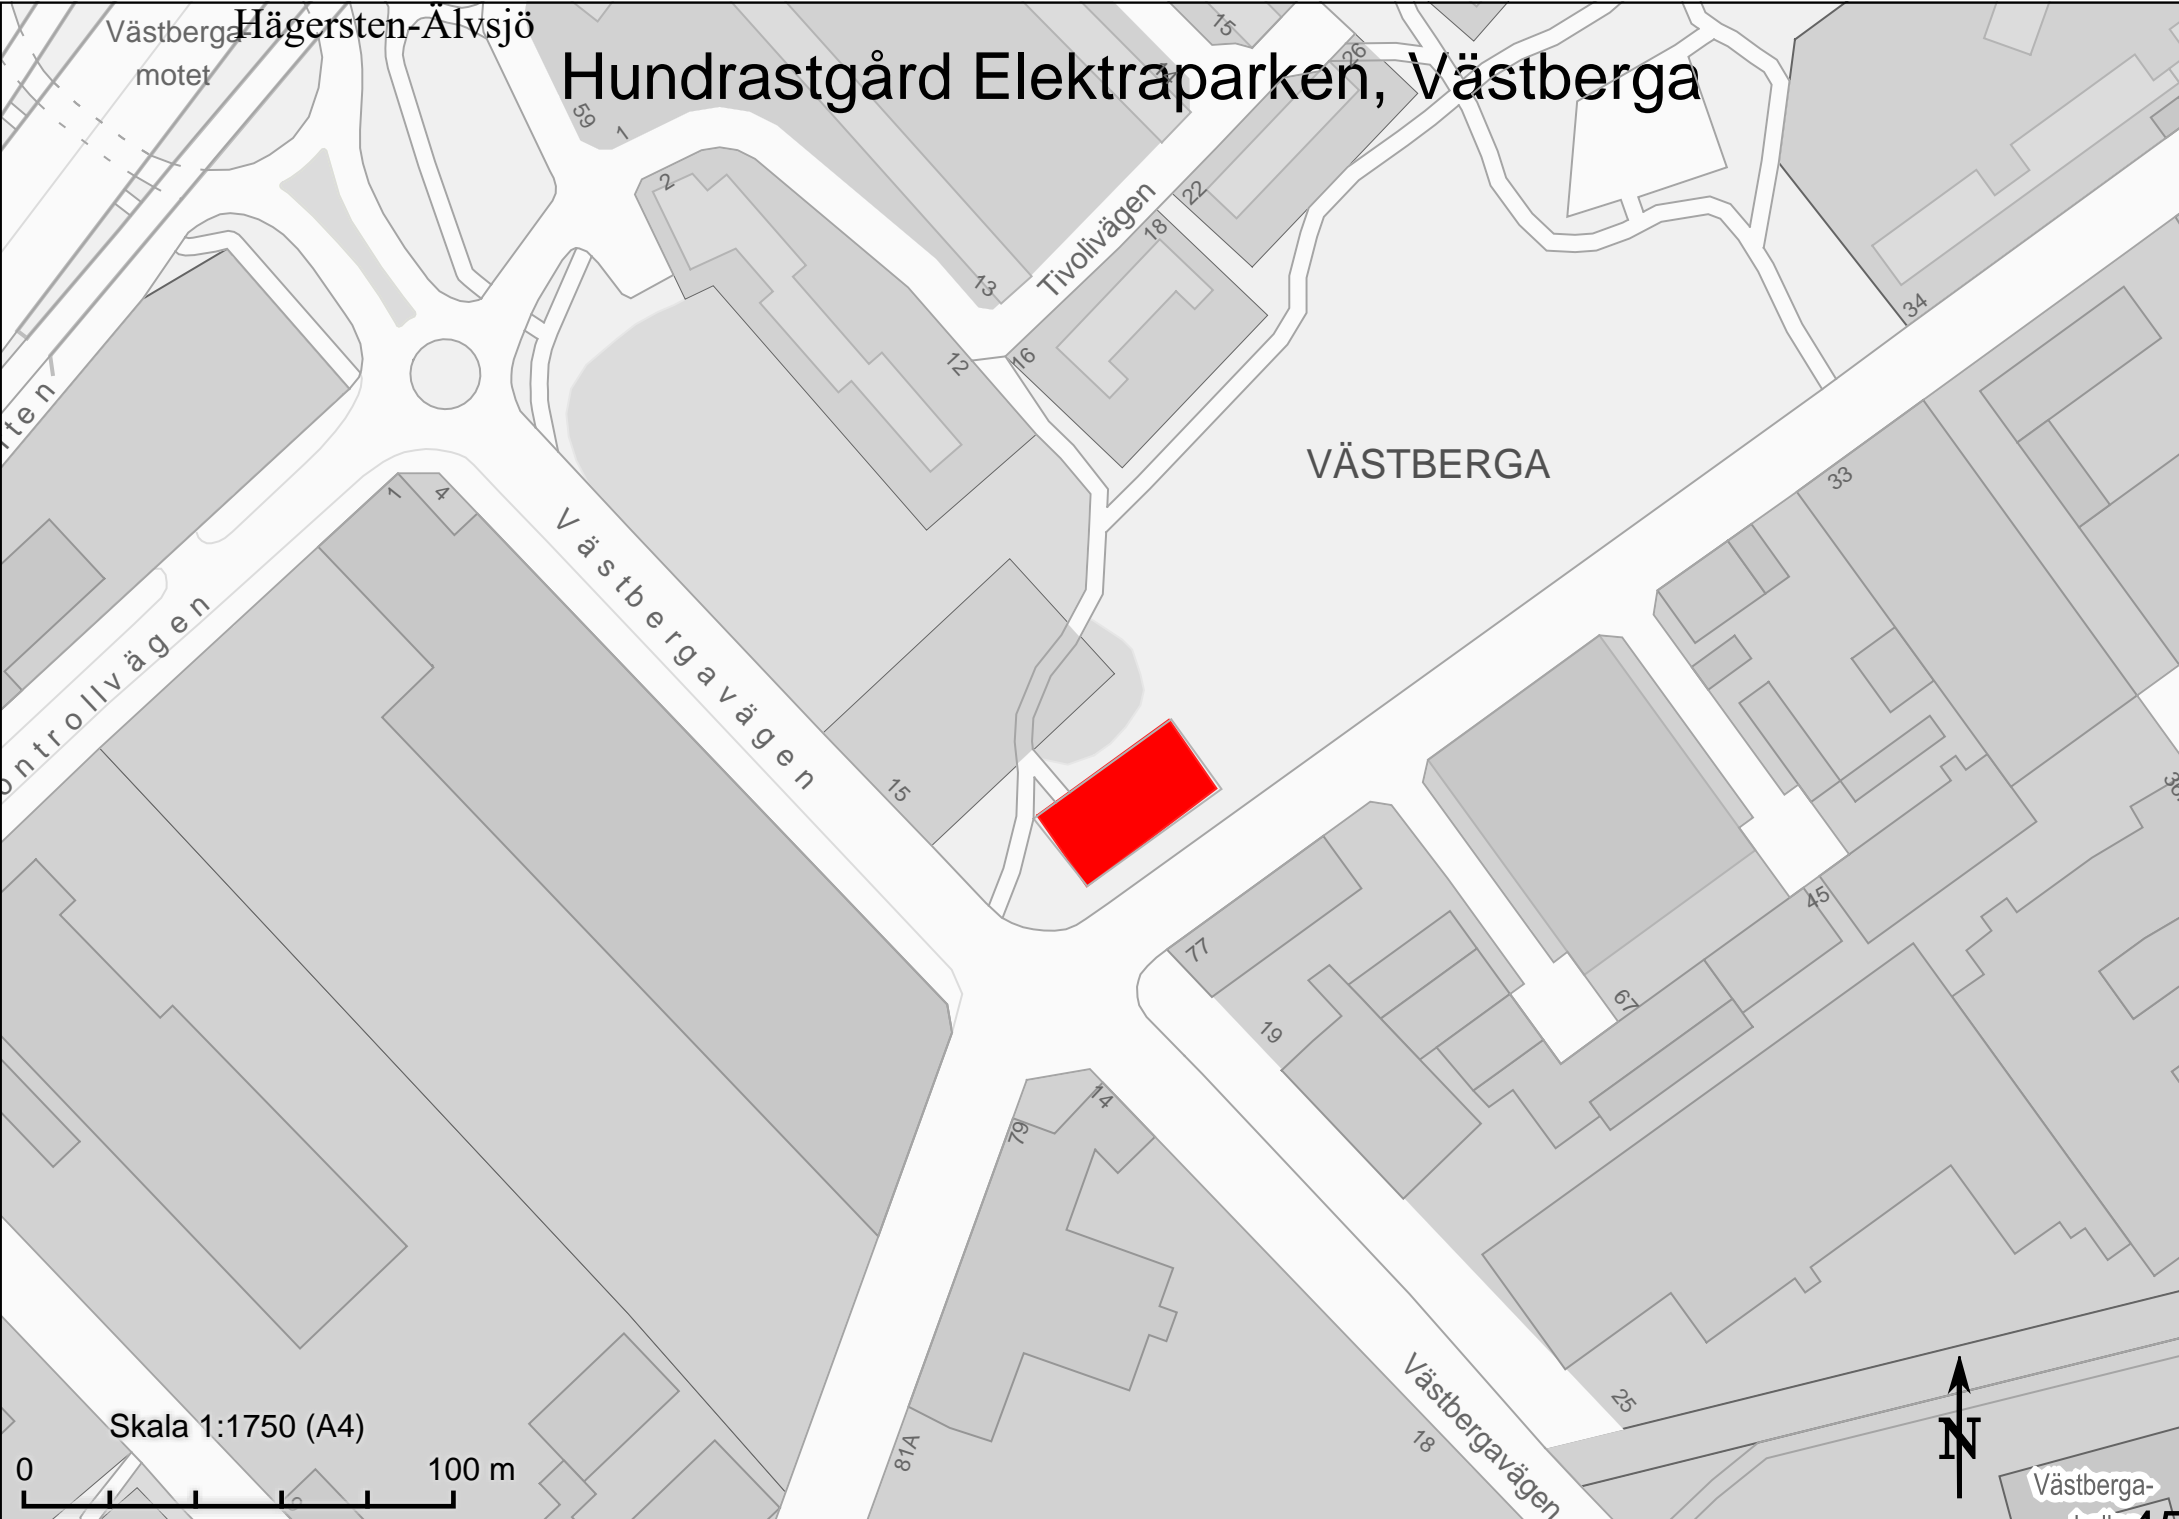 Västberga-
motet
Hägersten-Älvsjö
Hundrastgård Elektraparken, Västberga
15
26
14
59
1
2
22
18
Tivolivägen
13
12
16
34
VÄSTBERGA
33
1
4
Västbergavägen
15
77
19
45
67
14
79
81A
18
25
Västbergavägen
Skala 1:1750 (A4)
0
100 m
N
Västberga-